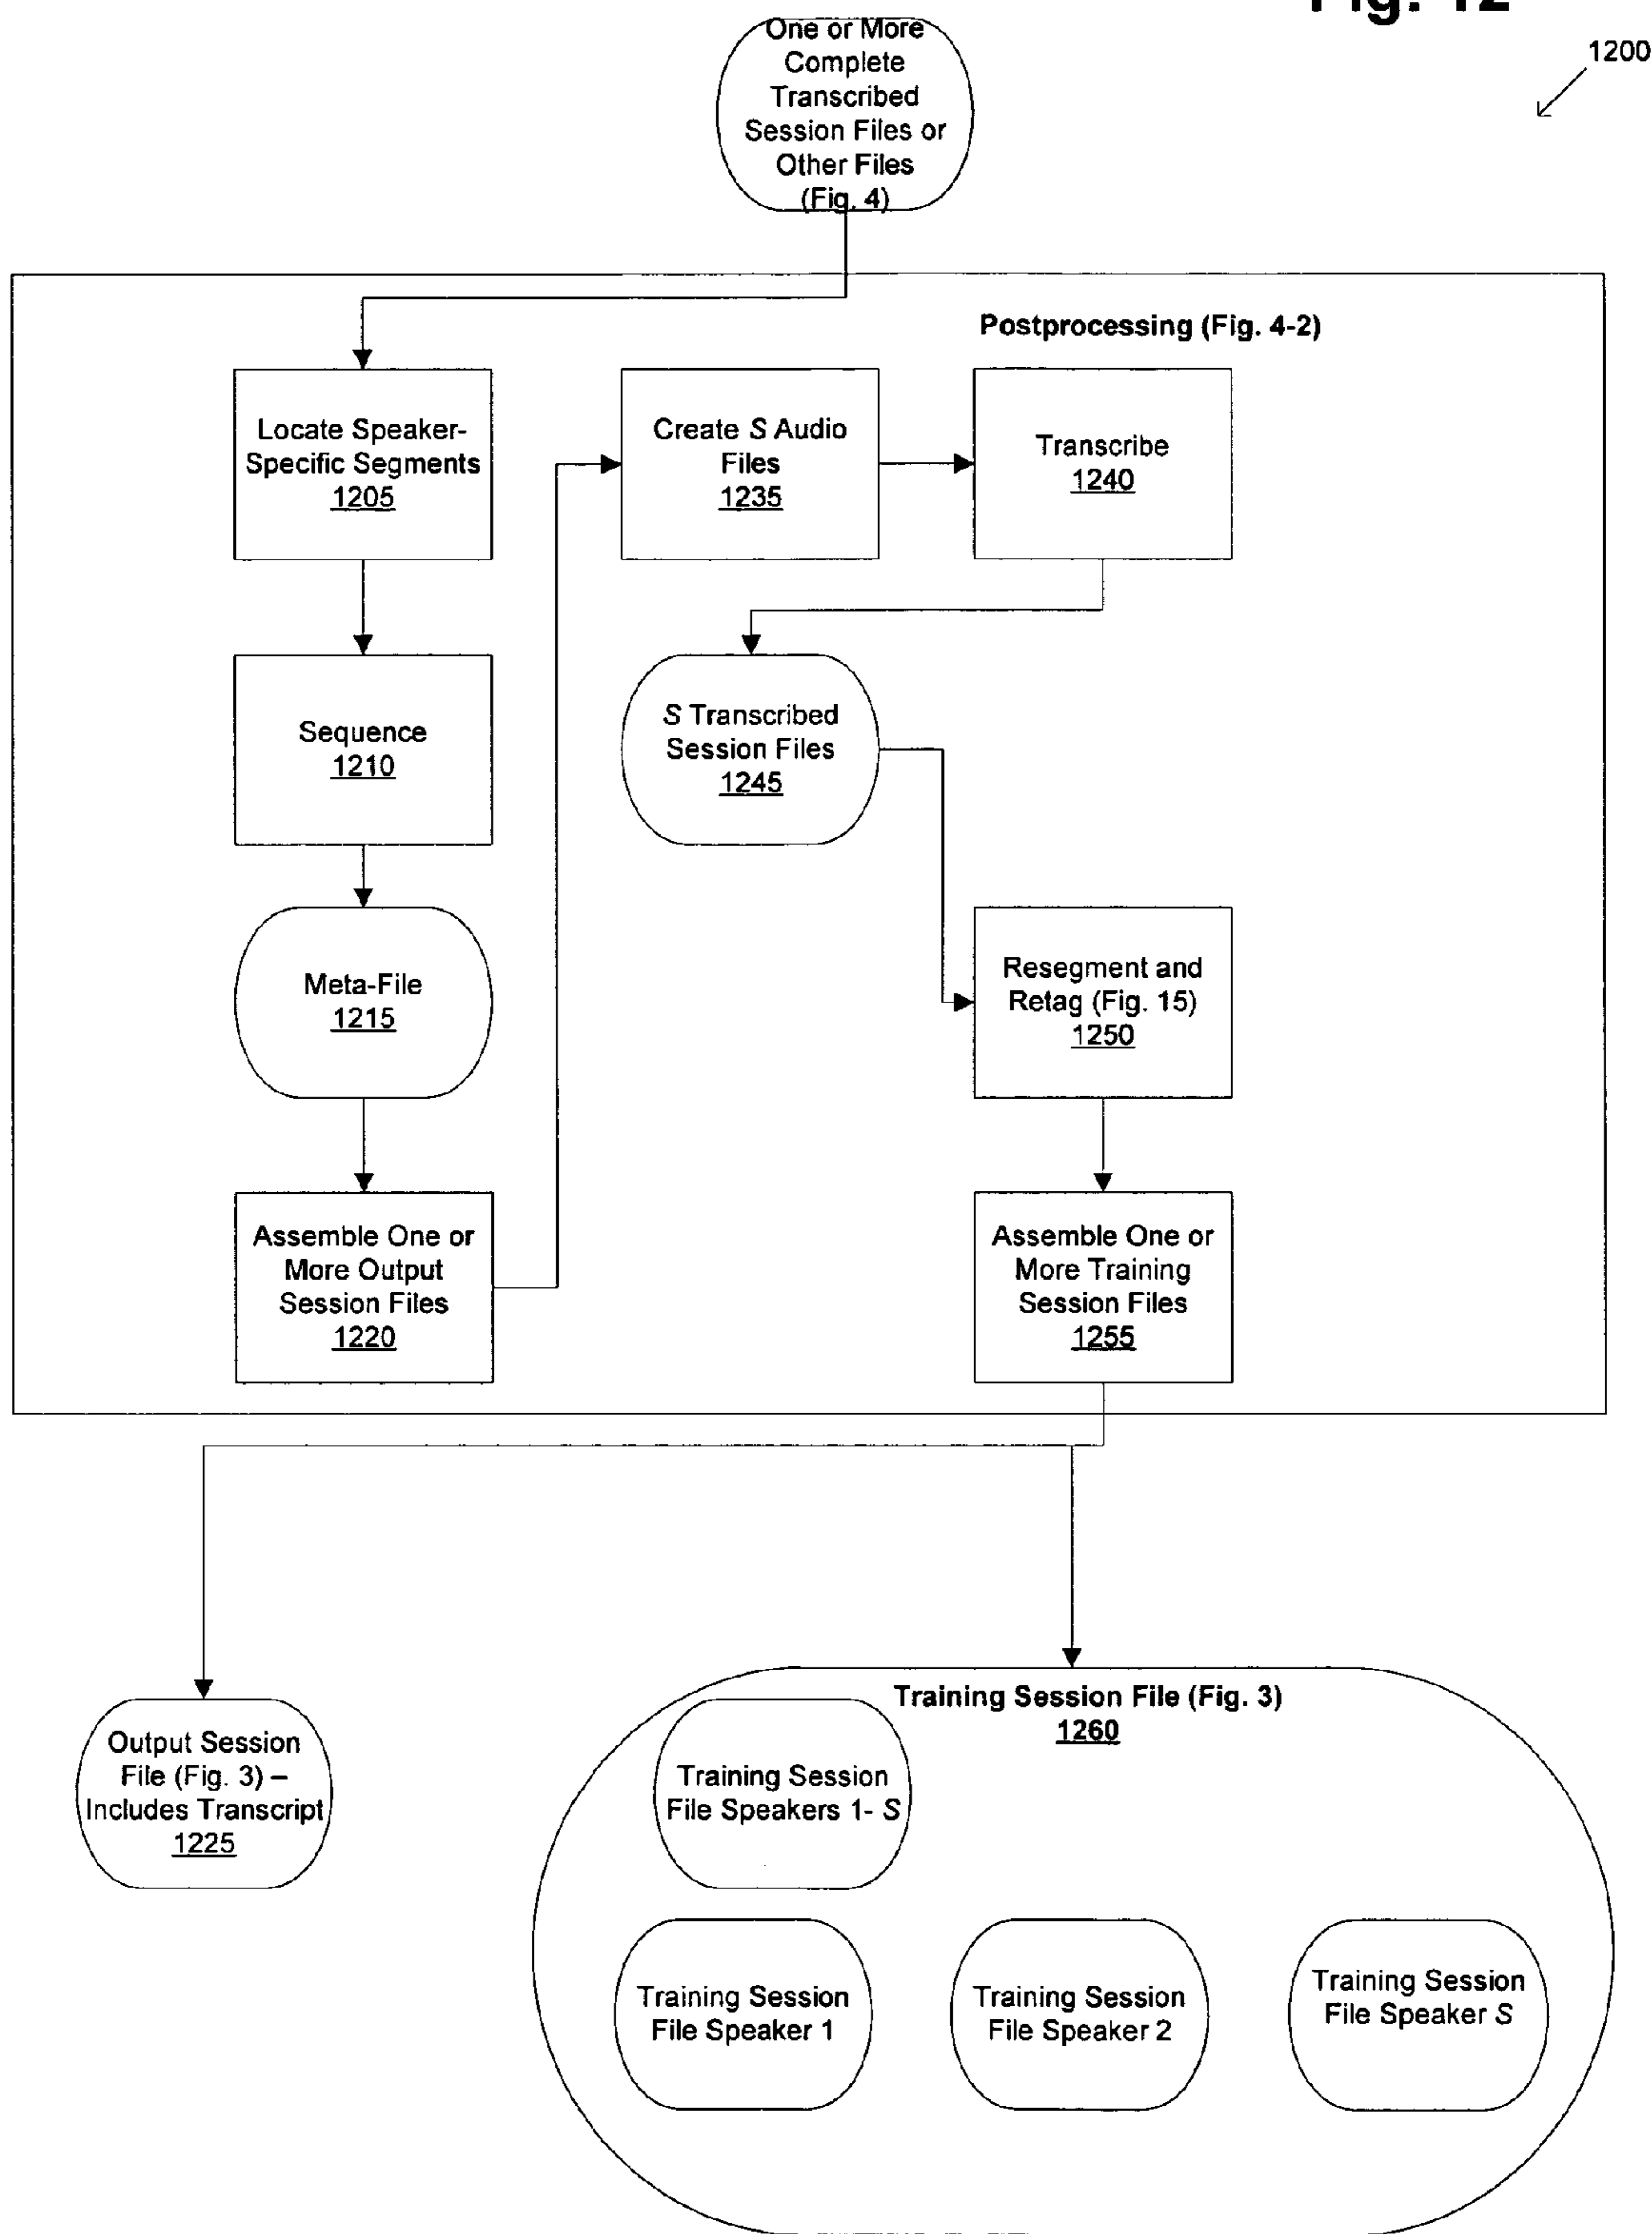 Fig. 12
1200
One or More
Complete
Transcribed
Session Files or
Other Files
(Fig. 4)
Postprocessing (Fig. 4-2)
Locate Speaker-
Specific Segments
1205
Create S Audio
Files
1235
Transcribe
1240
Sequence
1210
S Transcribed
Session Files
1245
Meta-File
1215
Resegment and
Retag (Fig. 15)
1250
Assemble One or
More Output
Session Files
1220
Assemble One or
More Training
Session Files
1255
Output Session
File (Fig. 3) –
Includes Transcript
1225
Training Session File (Fig. 3)
1260
Training Session
File Speakers 1- S
Training Session
File Speaker 1
Training Session
File Speaker 2
Training Session
File Speaker S